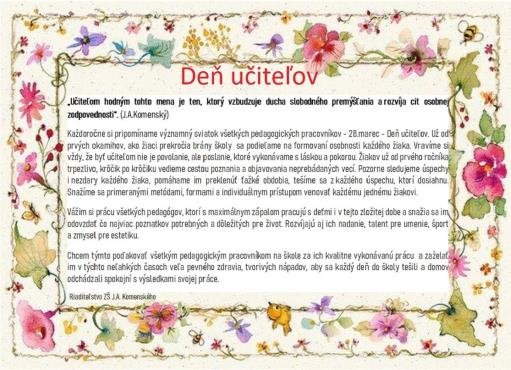 Deň učiteľov
„Učiteľom hodným tohto mena je ten, ktorý vzbudzuje ducha slobodného premýšľania a rozvíja cit osobnej
zodpovednosti“. (J.A.Komenský)
Každoročne si pripomíname významný sviatok všetkých pedagogických pracovníkov - 28.marec - Deň učiteľov. Už od
prvých okamihov, ako žiaci prekročia brány školy sa podieľame na formovaní osobnosti každého žiaka. Vravíme si
vždy, že byť učiteľom nie je povolanie, ale poslanie, ktoré vykonávame s láskou a pokorou. Žiakov už od prvého ročníka
trpezlivo, krôčik po krôčiku vedieme cestou poznania a objavovania neprebádaných vecí. Pozorne sledujeme úspechy
i nezdary každého žiaka, pomáhame im preklenúť ťažké obdobia, tešíme sa z každého úspechu, ktorí dosiahnu.
Snažíme sa primeranými metódami, formami a individuálnym prístupom venovať každému jednému žiakovi.
Vážim si prácu všetkých pedagógov, ktorí s maximálnym zápalom pracujú s deťmi i v tejto zložitej dobe a snažia sa im
odovzdať čo najviac poznatkov potrebných a dôležitých pre život. Rozvíjajú aj ich nadanie, talent pre umenie, šport
a zmysel pre estetiku.
Chcem týmto poďakovať všetkým pedagogickým pracovníkom na škole za ich kvalitne vykonávanú prácu a zaželať
im v týchto neľahkých časoch veľa pevného zdravia, tvorivých nápadov, aby sa každý deň do školy tešili a domov
odchádzali spokojní s výsledkami svojej práce.
Riaditeľstvo ZŠ J.A. Komenského